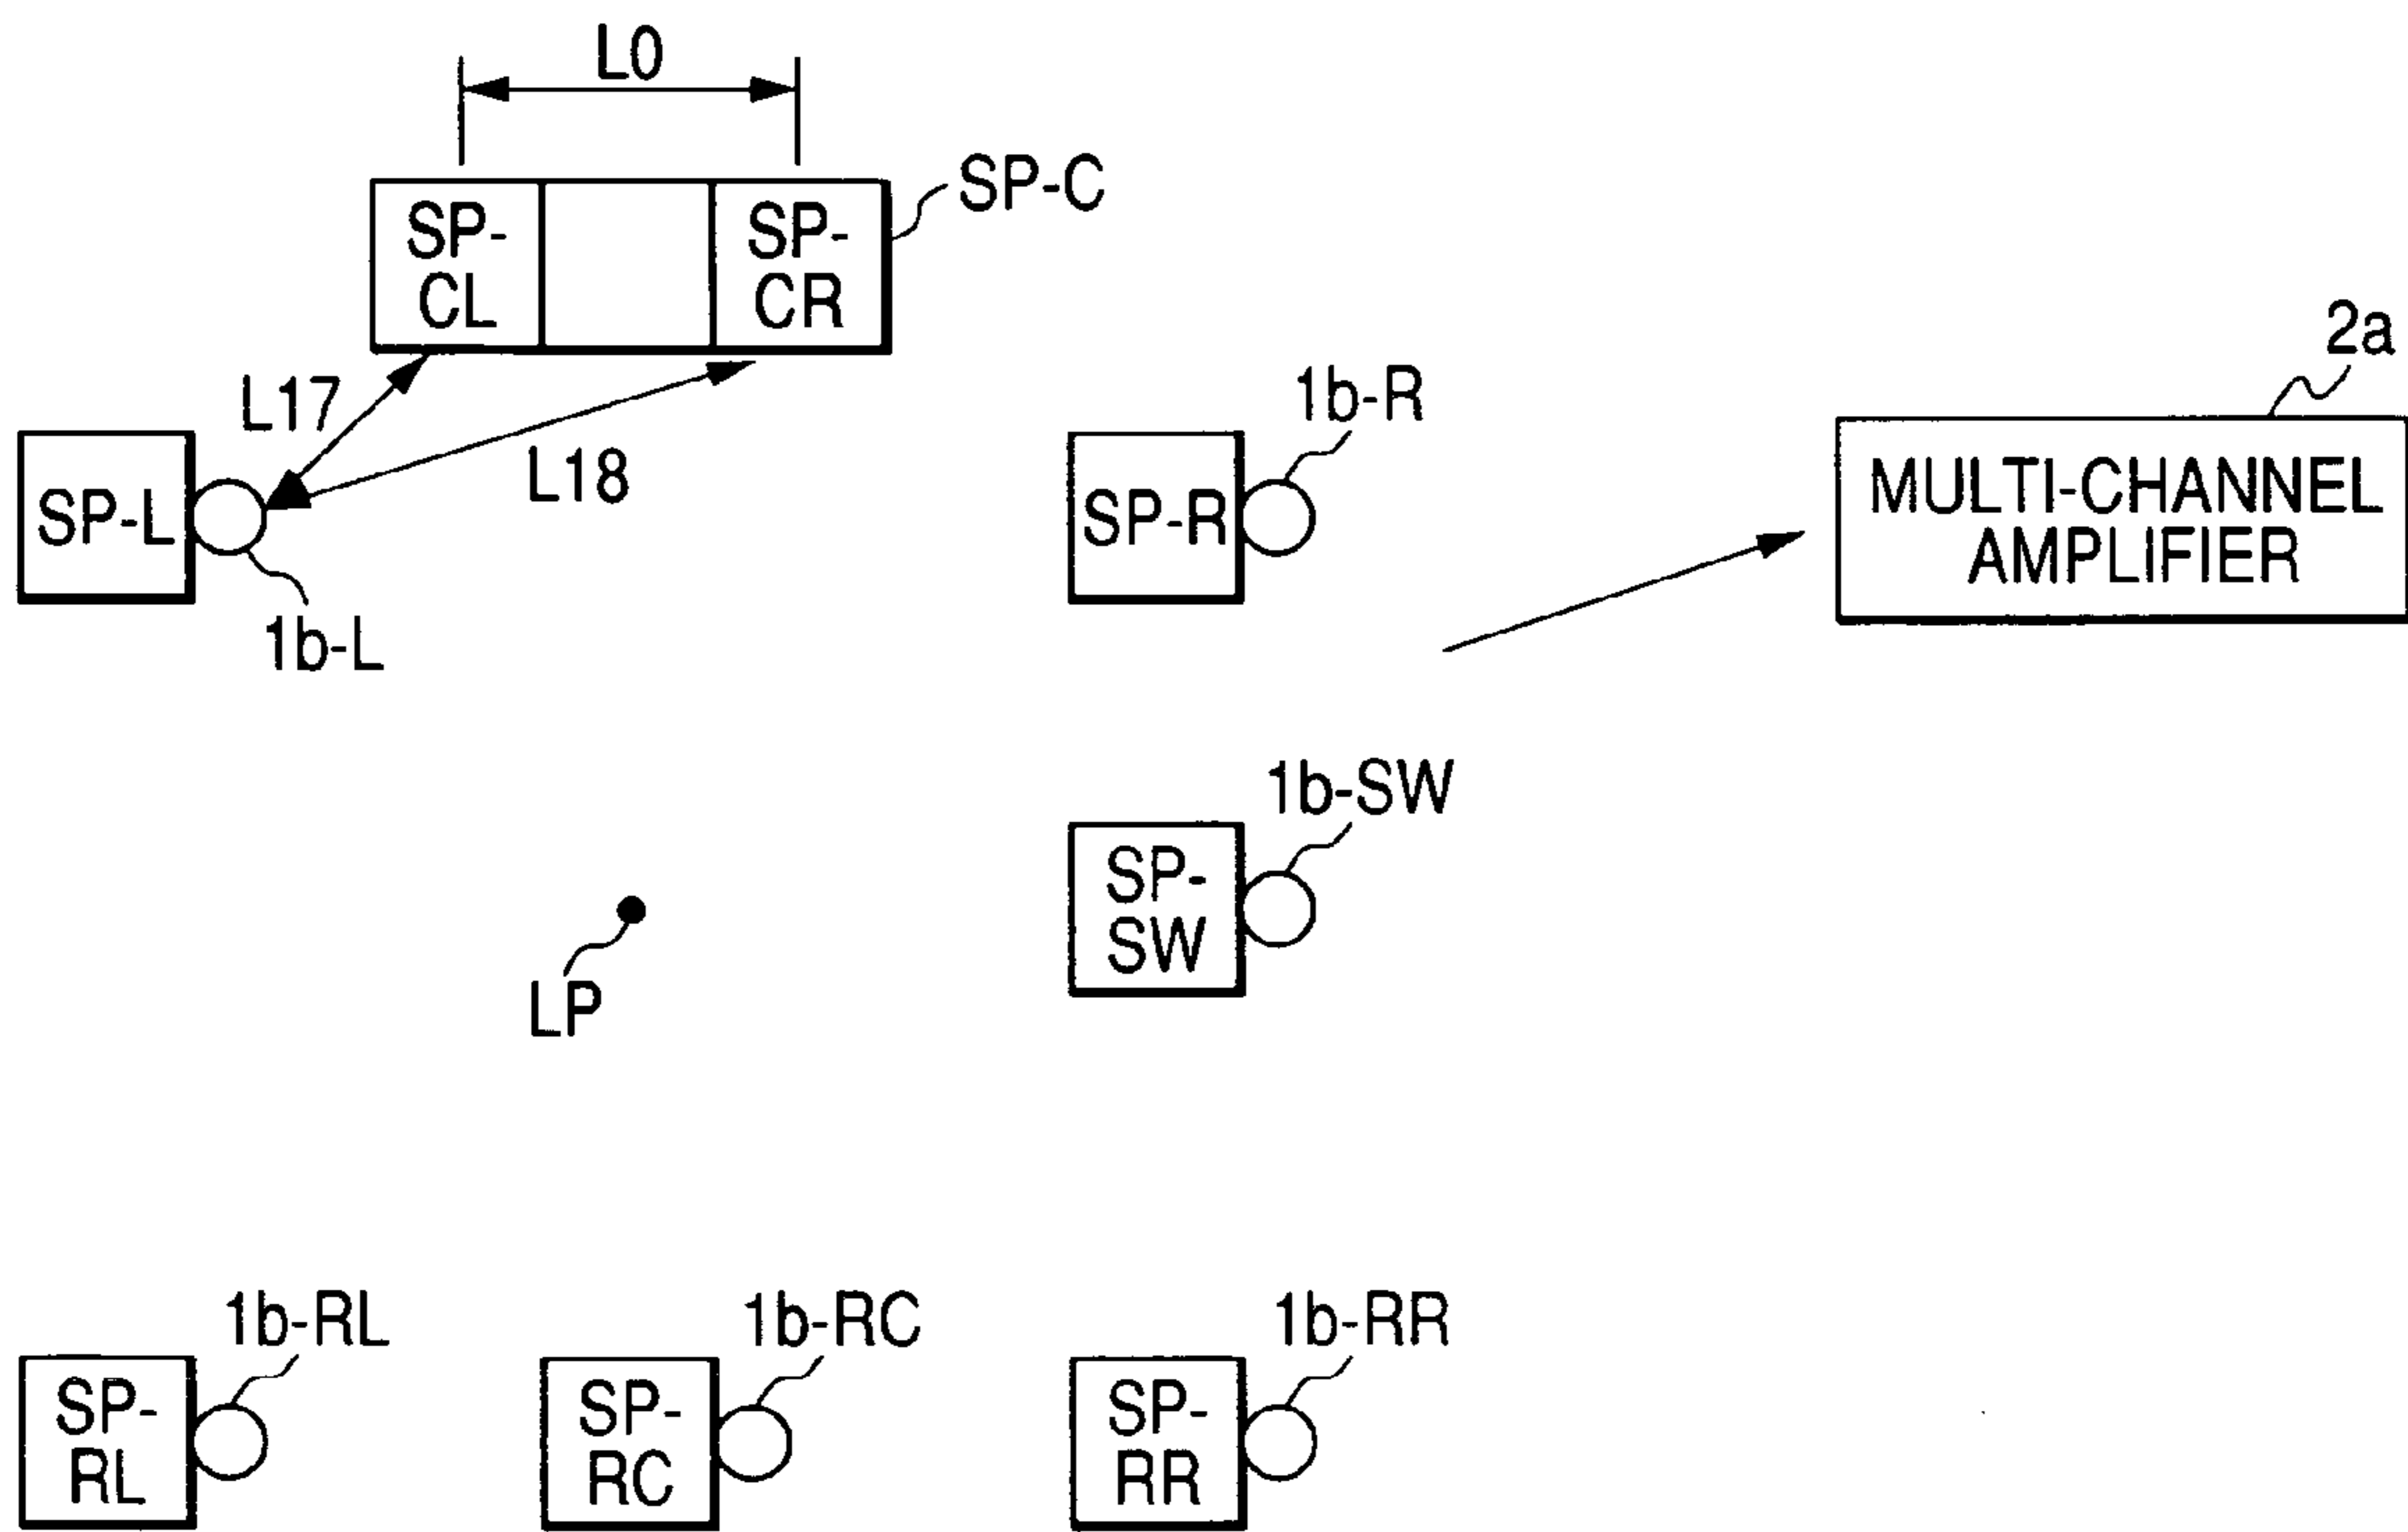 L0
SP-C
SP-
CL
SP-
CR
2a
L17
1b-R
L18
SP-L
SP-R
MULTI-CHANNEL
AMPLIFIER
1b-L
1b-SW
SP-
SW
LP
1b-RL
1b-RC
1b-RR
SP-
RL
SP-
RC
SP-
RR